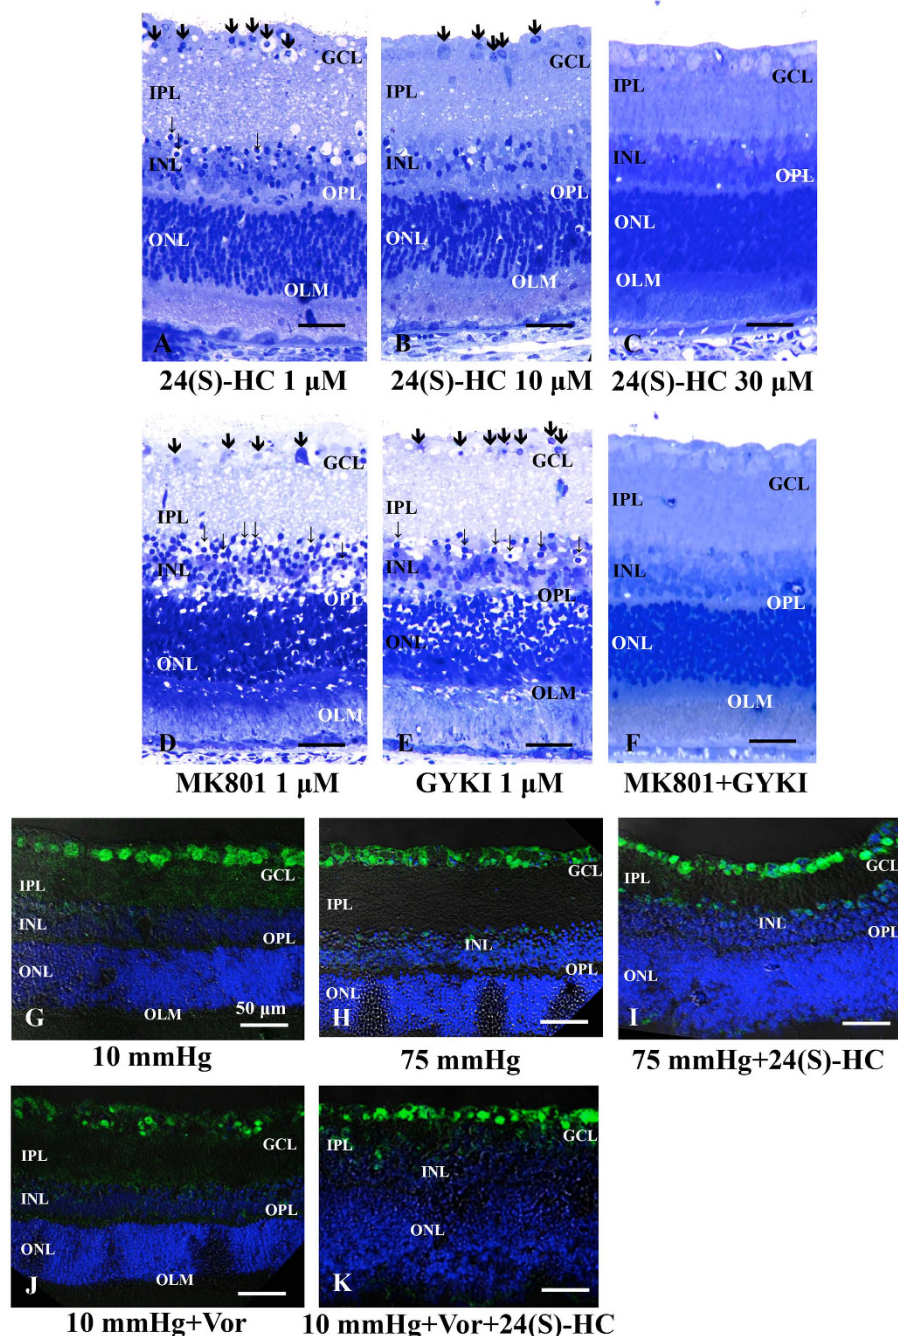 GCL
IPL
INL
OPL
ONL
OLM
A
24(S)-HC 1 µM
GCL
IPL
INL
OPL
ONL
OLM
B
24(S)-HC 10 µM
GCL
IPL
INL
OPL
ONL
OLM
C
24(S)-HC 30 µM
GCL
IPL
INL
OPL
ONL
OLM
D
MK801 1 µM
GCL
IPL
INL
OPL
ONL
OLM
E
GYKI 1 µM
GCL
IPL
INL
OPL
ONL
OLM
F
MK801+GYKI
GCL
IPL
INL
OPL
ONL
OLM
G
50 µm
10 mmHg
GCL
IPL
INL
OPL
ONL
H
75 mmHg
GCL
IPL
INL
OPL
ONL
I
75 mmHg+24(S)-HC
GCL
IPL
INL
OPL
ONL
OLM
J
10 mmHg+Vor
GCL
IPL
INL
ONL
K
10 mmHg+Vor+24(S)-HC